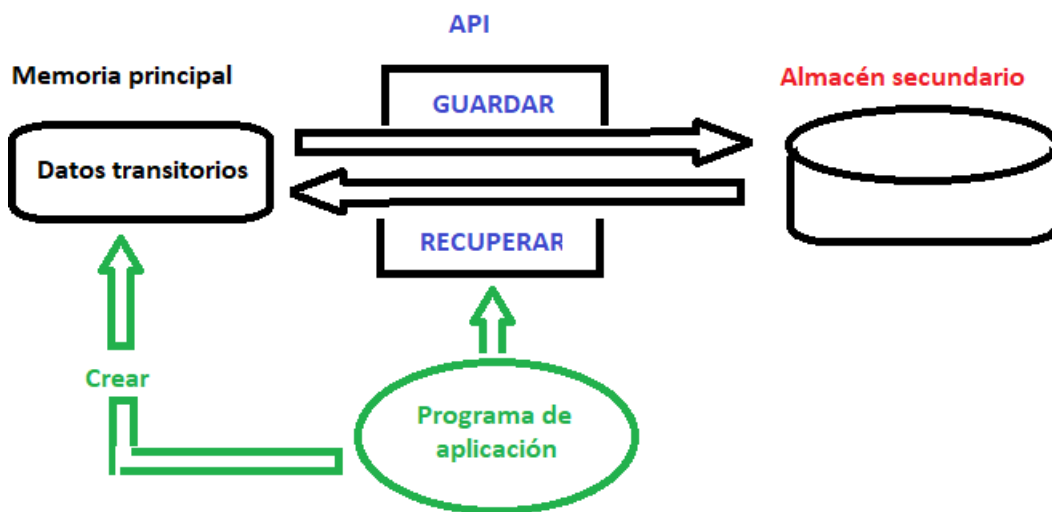 API
Memoria principal
Almacén secundario
GUARDAR
Datos transitorios
RECUPERAR
Crear
Programa de
aplicación